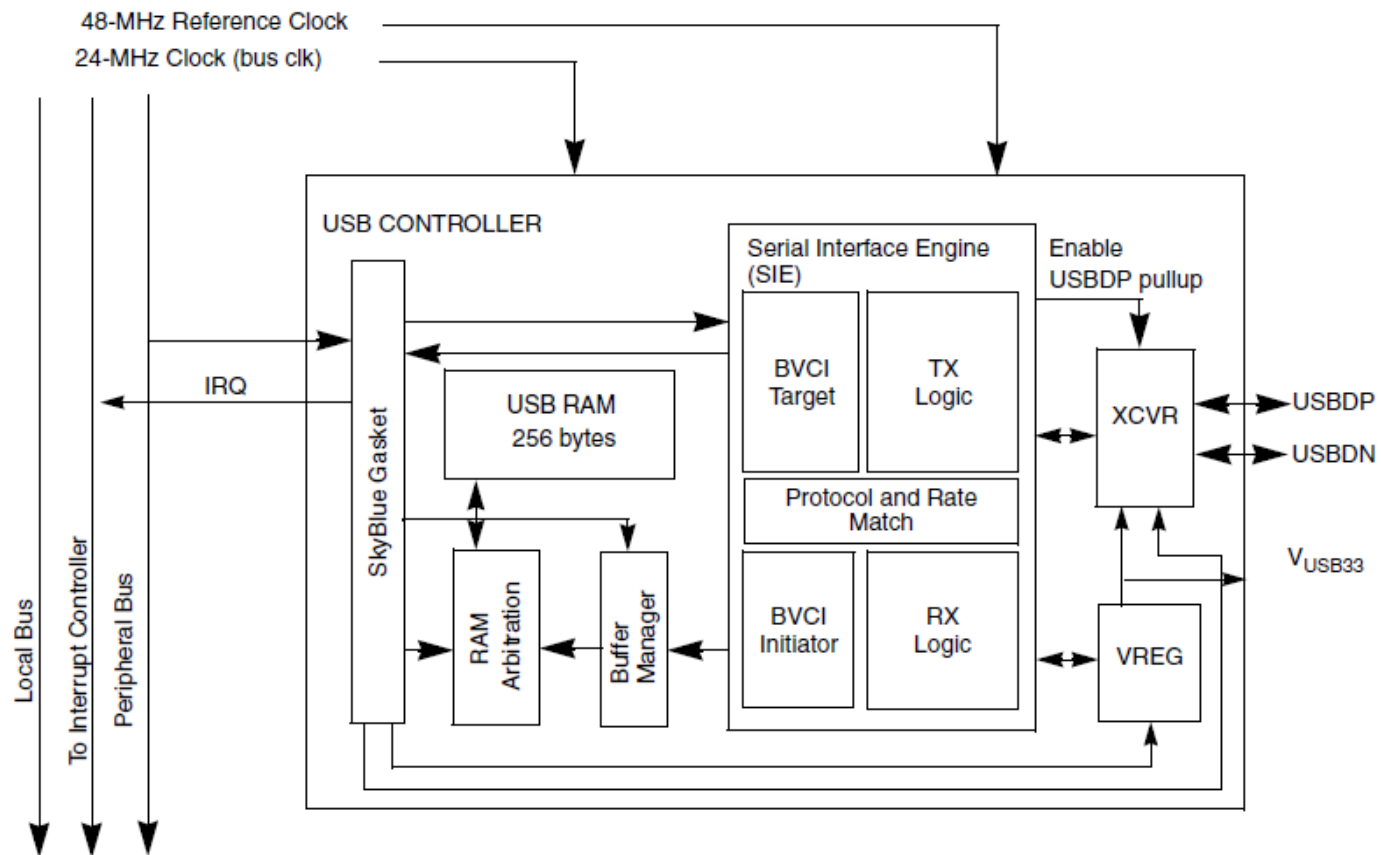 48-MHz Reference Clock
24-MHz Clock (bus clk)
USB CONTROLLER
Serial Interface Engine
(SIE)
Enable
USBDP pullup
BVCI
Target
TX
Logic
XCVR
USBDP
USBDN
IRQ
USB RAM
256 bytes
SkyBlue Gasket
Protocol and Rate
Match
RAM
Arbitration
Buffer
Manager
BVCI
Initiator
RX
Logic
VREG
VUSB33
Local Bus
To Interrupt Controller
Peripheral Bus